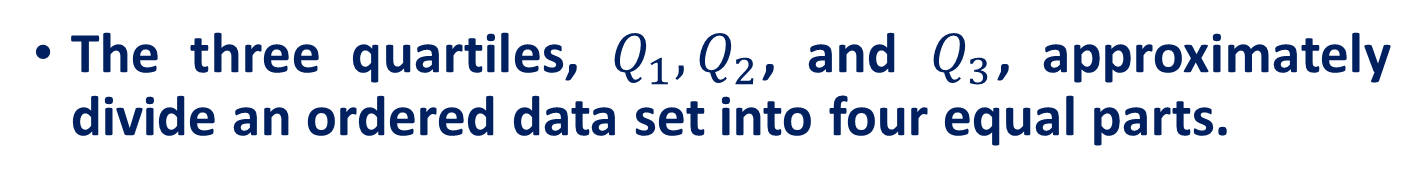 • The three quartiles, Q₁, Q₂, and Q₃, approximately
divide an ordered data set into four equal parts.